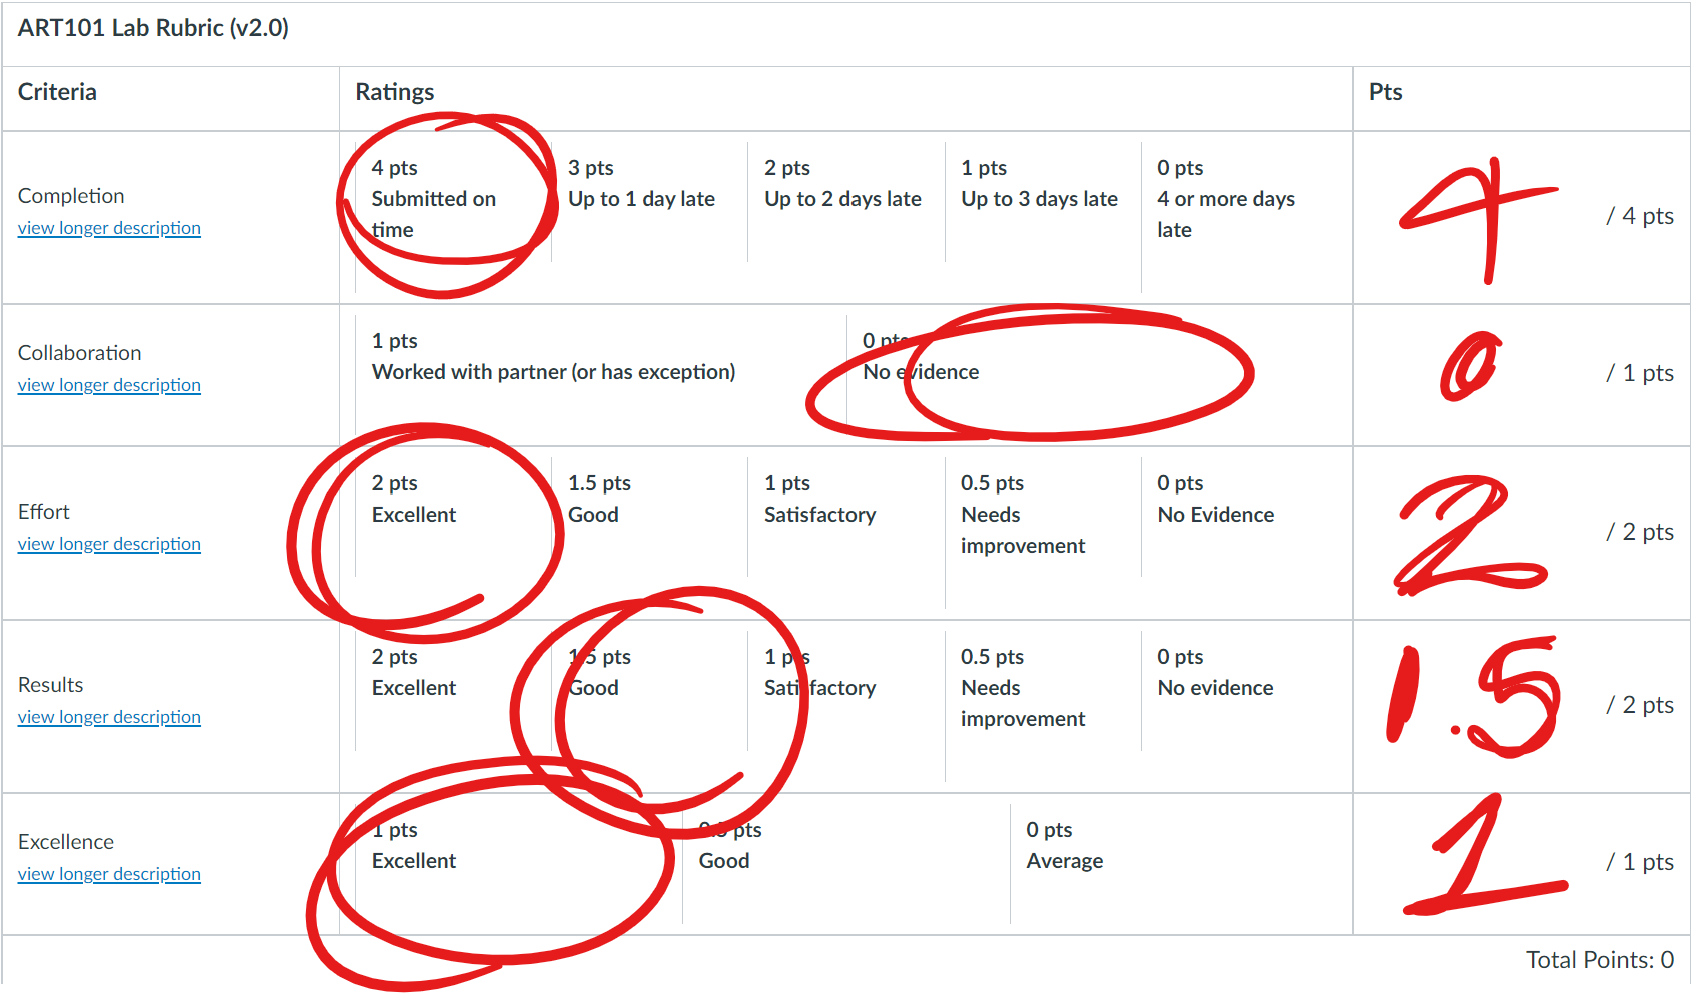 ART101 Lab Rubric (v2.0)
Criteria Ratings Pts
4 pts 3 pts 2 pts 1 pts 0 pts
Completion Submitted on Up to 1 day late Up to 2 days late Up to 3 days late 4 or more days 4 / 4 pts
view longer description time late
1 pts 0 pts
Collaboration Worked with partner (or has exception) No evidence 0 / 1 pts
view longer description
2 pts 1.5 pts 1 pts 0.5 pts 0 pts
Effort Excellent Good Satisfactory Needs No Evidence 2 / 2 pts
view longer description improvement
2 pts 1.5 pts 1 pts 0.5 pts 0 pts
Results Excellent Good Satisfactory Needs No evidence 1.5 / 2 pts
view longer description improvement
1 pts 0.5 pts 0 pts
Excellence Excellent Good Average 1 / 1 pts
view longer description
Total Points: 0